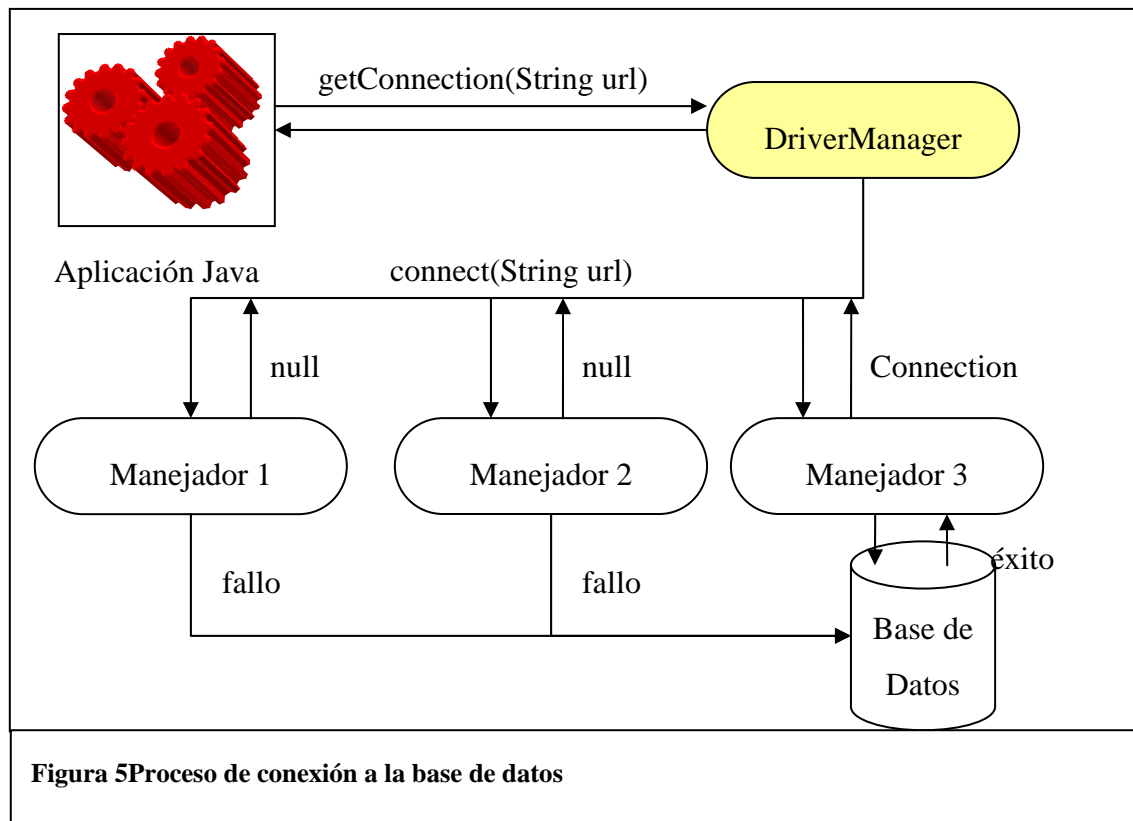 getConnection(String url)
DriverManager
Aplicación Java
connect(String url)
null
null
Connection
Manejador 1
Manejador 2
Manejador 3
fallo
fallo
éxito
Base de
Datos
Figura 5Proceso de conexión a la base de datos